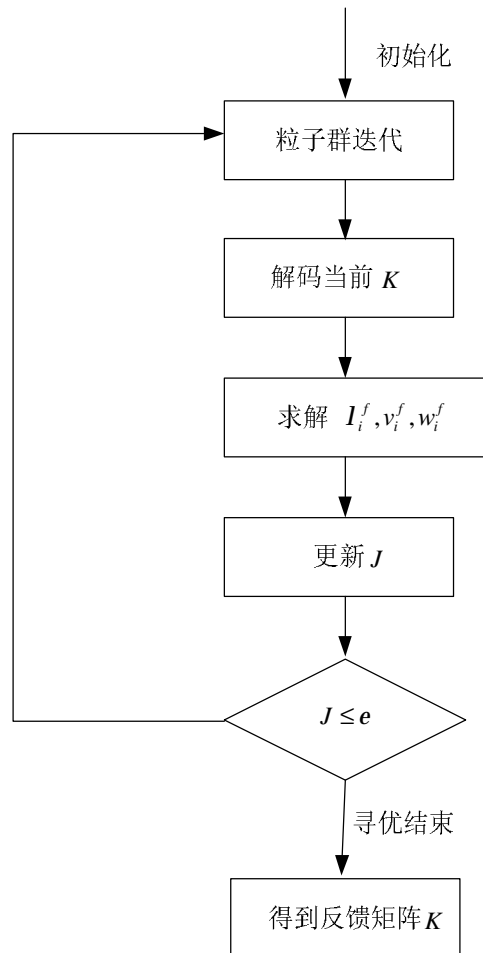 初始化
粒子群迭代
解码当前 K
求解 l_i^f,v_i^f,w_i^f
更新 J
J ≤ e
寻优结束
得到反馈矩阵 K